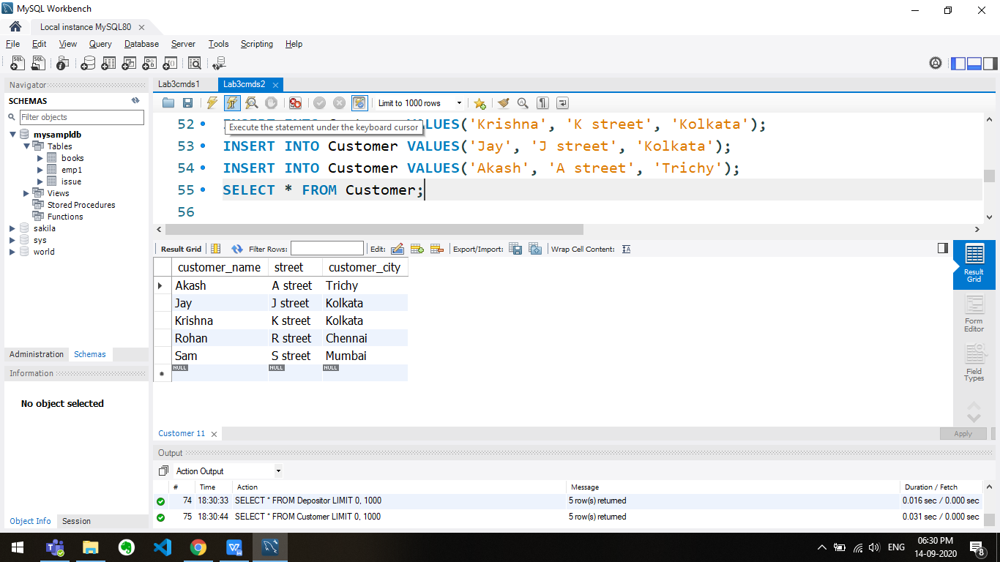 MySQL Workbench
Local instance MySQL80
File Edit View Query Database Server Tools Scripting Help
Navigator
SCHEMAS
Filter objects
mysampldb
Tables
books
emp1
issue
Views
Stored Procedures
Functions
sakila
sys
world
Administration Schemas
Information
No object selected
Object Info Session
Lab3cmds1 Lab3cmds2
Limit to 1000 rows
Execute the statement under the keyboard cursor
52 VALUES('Krishna', 'K street', 'Kolkata');
53 INSERT INTO Customer VALUES('Jay', 'J street', 'Kolkata');
54 INSERT INTO Customer VALUES('Akash', 'A street', 'Trichy');
55 SELECT * FROM Customer;
56
Result Grid Filter Rows: Edit: Export/Import: Wrap Cell Content:
customer_name street customer_city
Akash A street Trichy
Jay J street Kolkata
Krishna K street Kolkata
Rohan R street Chennai
Sam S street Mumbai
NULL NULL NULL
Result
Grid
Form
Editor
Field
Types
Customer 11
Apply
Output
Action Output
# Time Action Message Duration / Fetch
74 18:30:33 SELECT * FROM Depositor LIMIT 0, 1000 5 row(s) returned 0.016 sec / 0.000 sec
75 18:30:44 SELECT * FROM Customer LIMIT 0, 1000 5 row(s) returned 0.031 sec / 0.000 sec
ENG
06:30 PM
14-09-2020
8